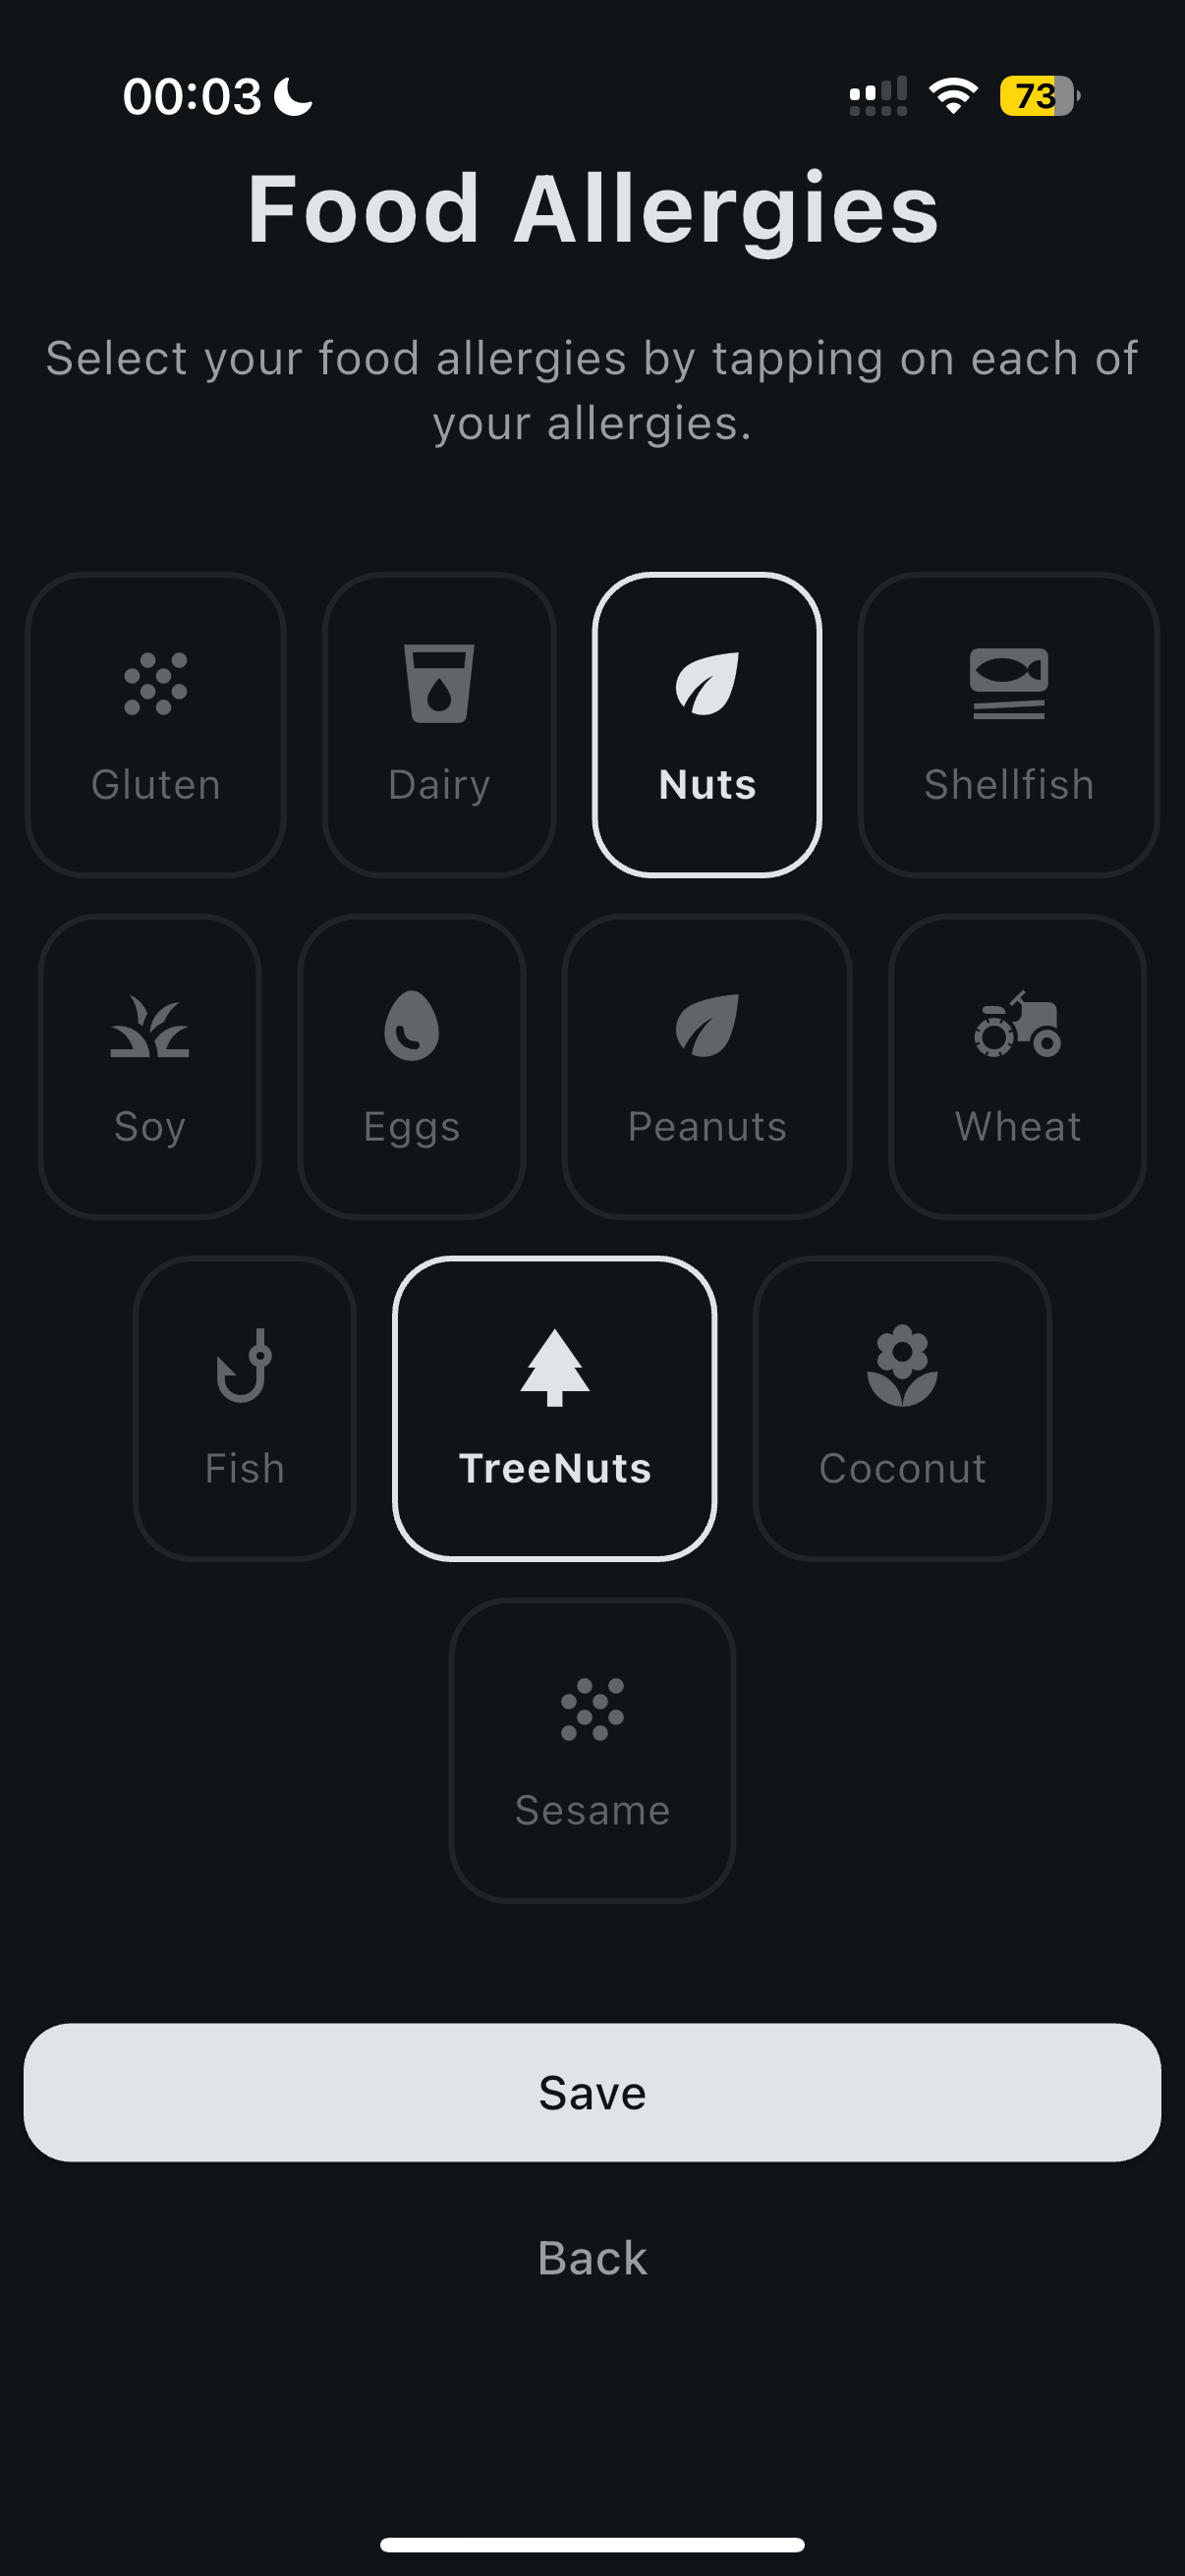 00:03
73
Food Allergies
Select your food allergies by tapping on each of
your allergies.
Gluten
Dairy
Nuts
Shellfish
Soy
Eggs
Peanuts
Wheat
Fish
TreeNuts
Coconut
Sesame
Save
Back